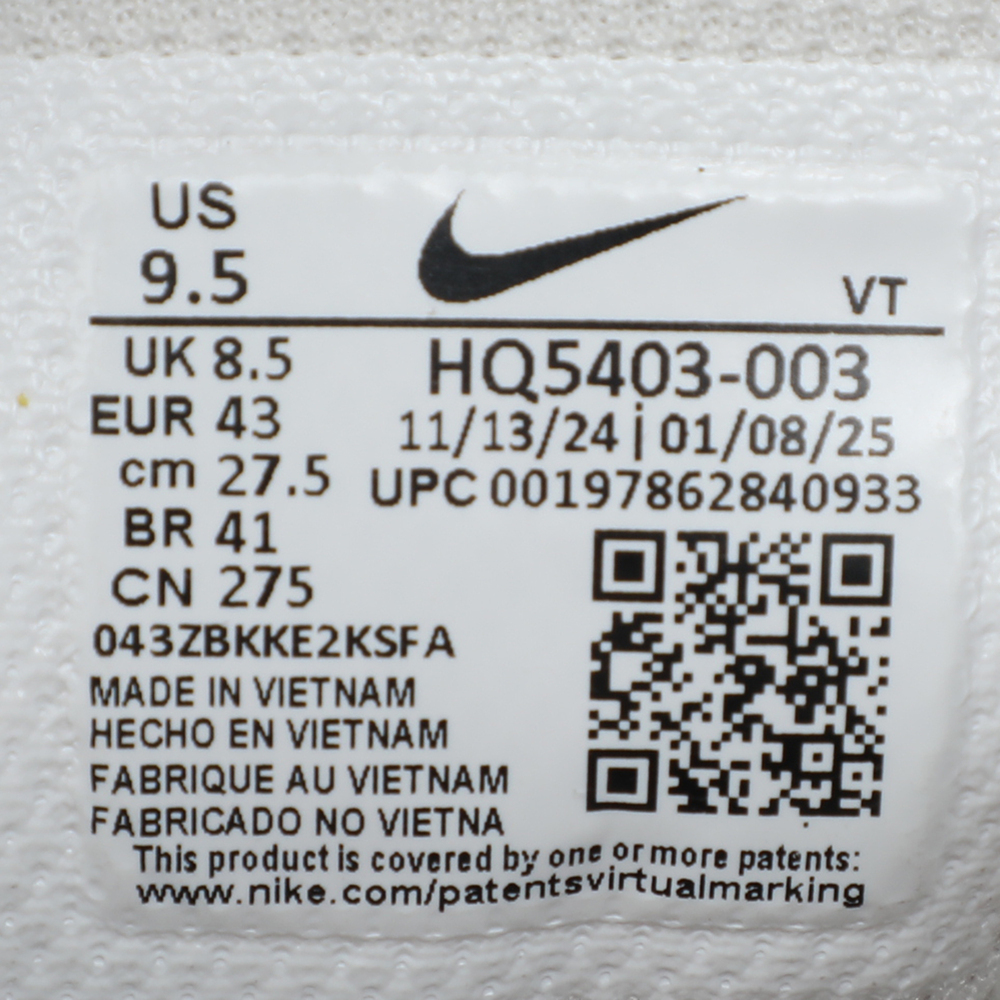 US
9.5
VT
UK 8.5
EUR 43
cm 27.5
BR 41
CN 275
HQ5403-003
11/13/24 | 01/08/25
UPC 00197862840933
043ZBKKE2KSFA
MADE IN VIETNAM
HECHO EN VIETNAM
FABRIQUE AU VIETNAM
FABRICADO NO VIETNA
This product is covered by one or more patents:
www.nike.com/patentsvirtualmarking